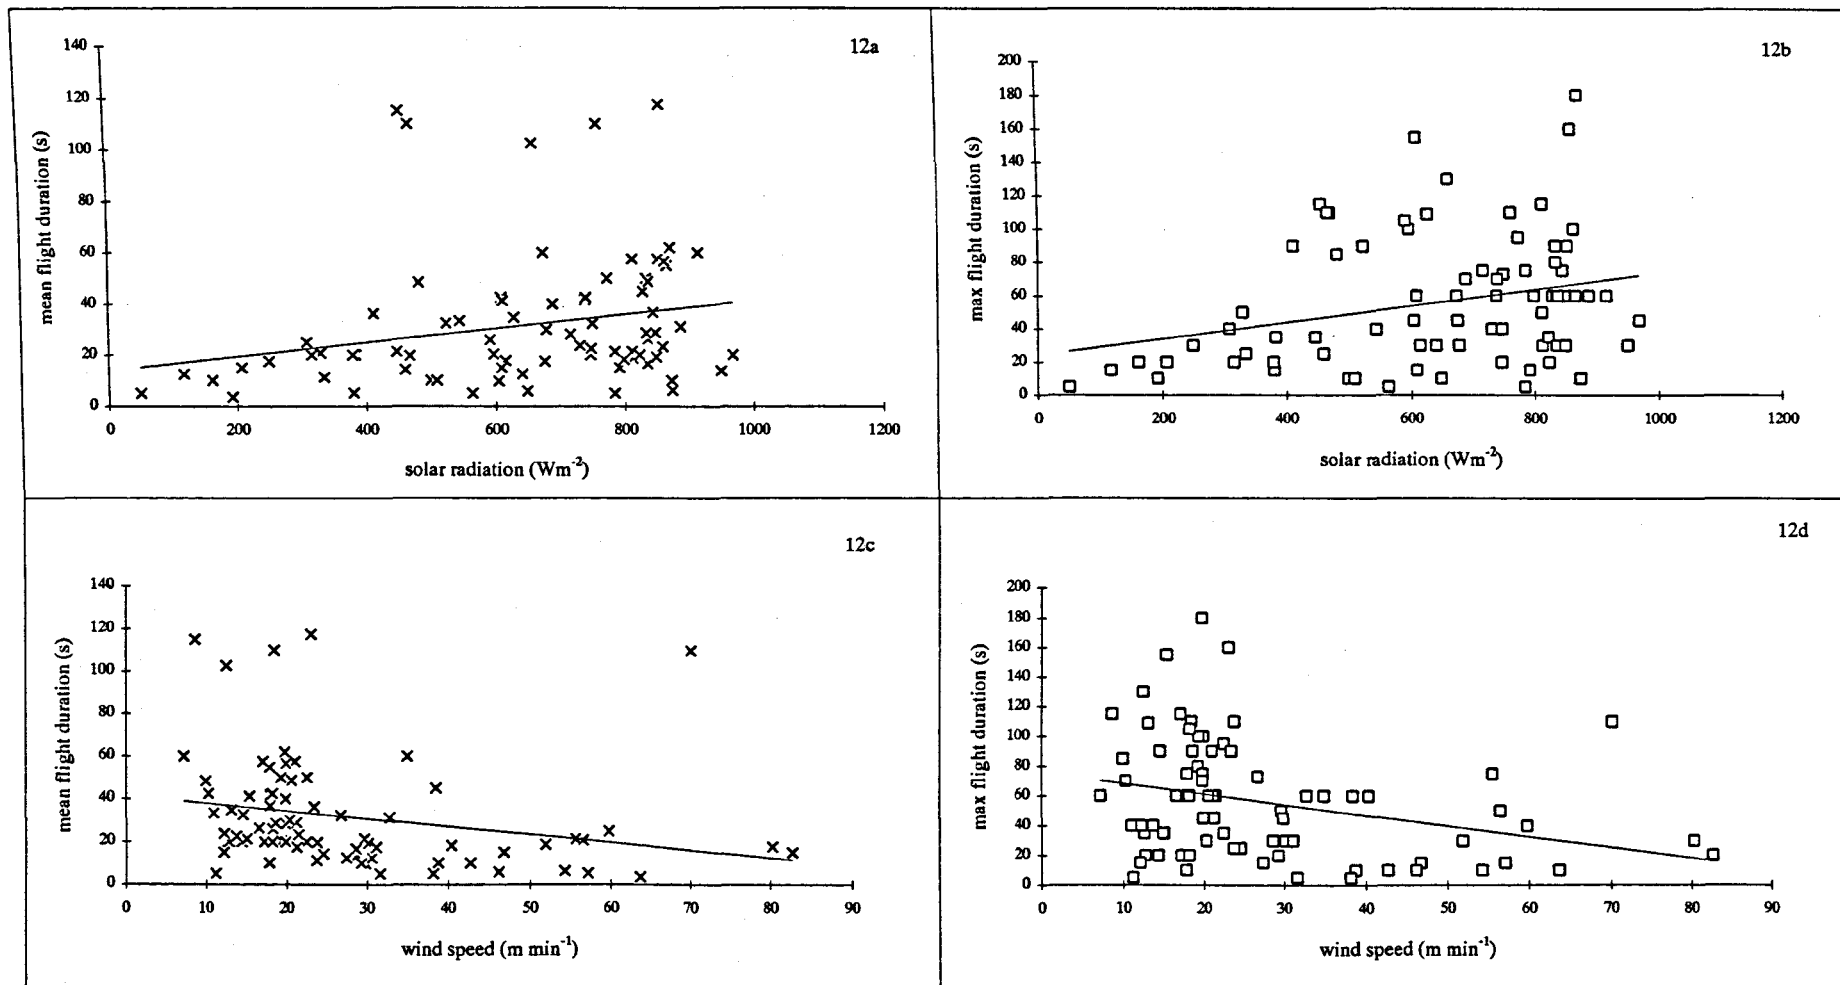 12a
140
120
100
80
60
40
20
0
mean flight duration (s)
0 200 400 600 800 1000 1200
solar radiation (Wm⁻²)
12b
200
180
160
140
120
100
80
60
40
20
0
max flight duration (s)
0 200 400 600 800 1000 1200
solar radiation (Wm⁻²)
12c
140
120
100
80
60
40
20
0
mean flight duration (s)
0 10 20 30 40 50 60 70 80 90
wind speed (m min⁻¹)
12d
200
180
160
140
120
100
80
60
40
20
0
max flight duration (s)
0 10 20 30 40 50 60 70 80 90
wind speed (m min⁻¹)